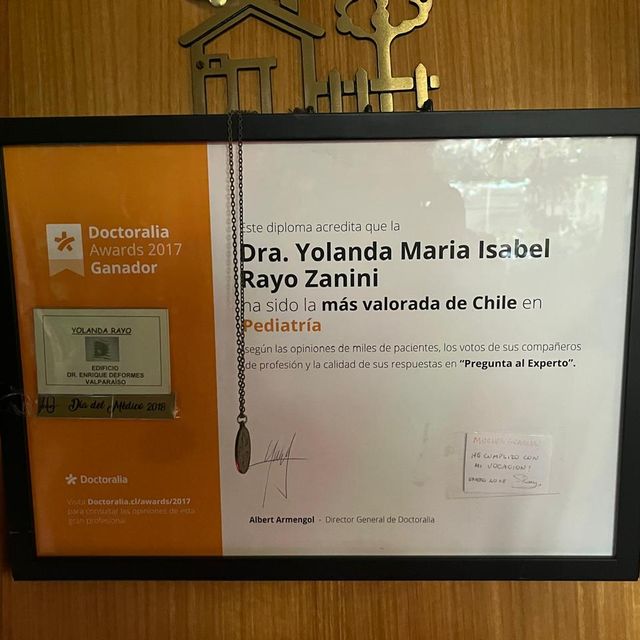 Doctoralia
Awards 2017
Ganador
YOLANDA RAYO
EDIFICIO
DR. ENRIQUE DEFORMES
VALPARAÍSO
Día del Médico 2018
Doctoralia
Visita Doctoralia.cl/awards/2017
para consultar las opiniones de esta
gran profesional
Este diploma acredita que la
Dra. Yolanda Maria Isabel
Rayo Zanini
ha sido la más valorada de Chile en
Pediatría
según las opiniones de miles de pacientes, los votos de sus compañeros
de profesión y la calidad de sus respuestas en “Pregunta al Experto”.
Albert Armengol - Director General de Doctoralia
MUCHAS GRACIAS
HE CUMPLIDO CON
MI VOCACION!